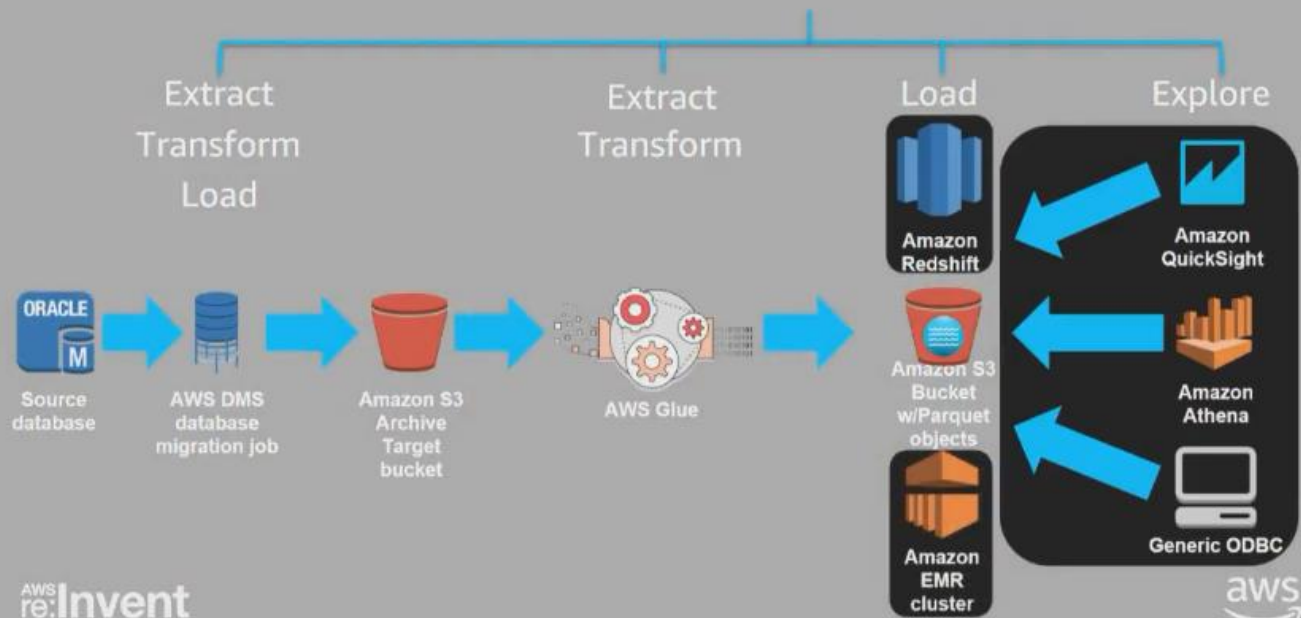 Extract
Transform
Load
Extract
Transform
Load
Explore
Amazon
Redshift
Amazon
QuickSight
ORACLE
M
Source
database
AWS DMS
database
migration job
Amazon S3
Archive
Target
bucket
AWS Glue
Amazon S3
Bucket
w/Parquet
objects
Amazon
Athena
Amazon
EMR
cluster
Generic ODBC
AWS
re:Invent
aws